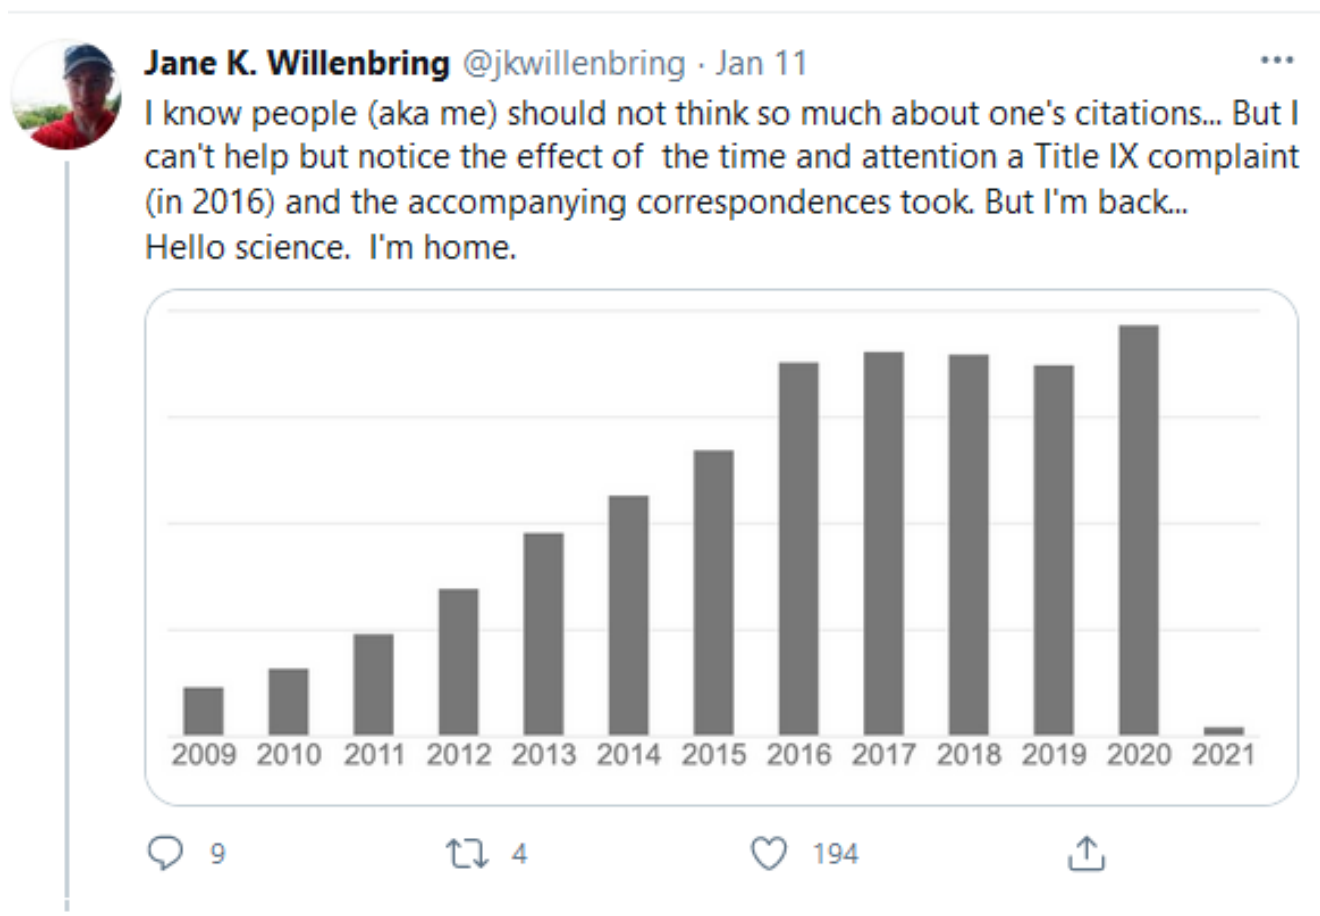 Jane K. Willenbring @jkwillenbring · Jan 11
I know people (aka me) should not think so much about one's citations... But I
can't help but notice the effect of  the time and attention a Title IX complaint
(in 2016) and the accompanying correspondences took. But I'm back...
Hello science.  I'm home.
2009 2010 2011 2012 2013 2014 2015 2016 2017 2018 2019 2020 2021
9 4 194